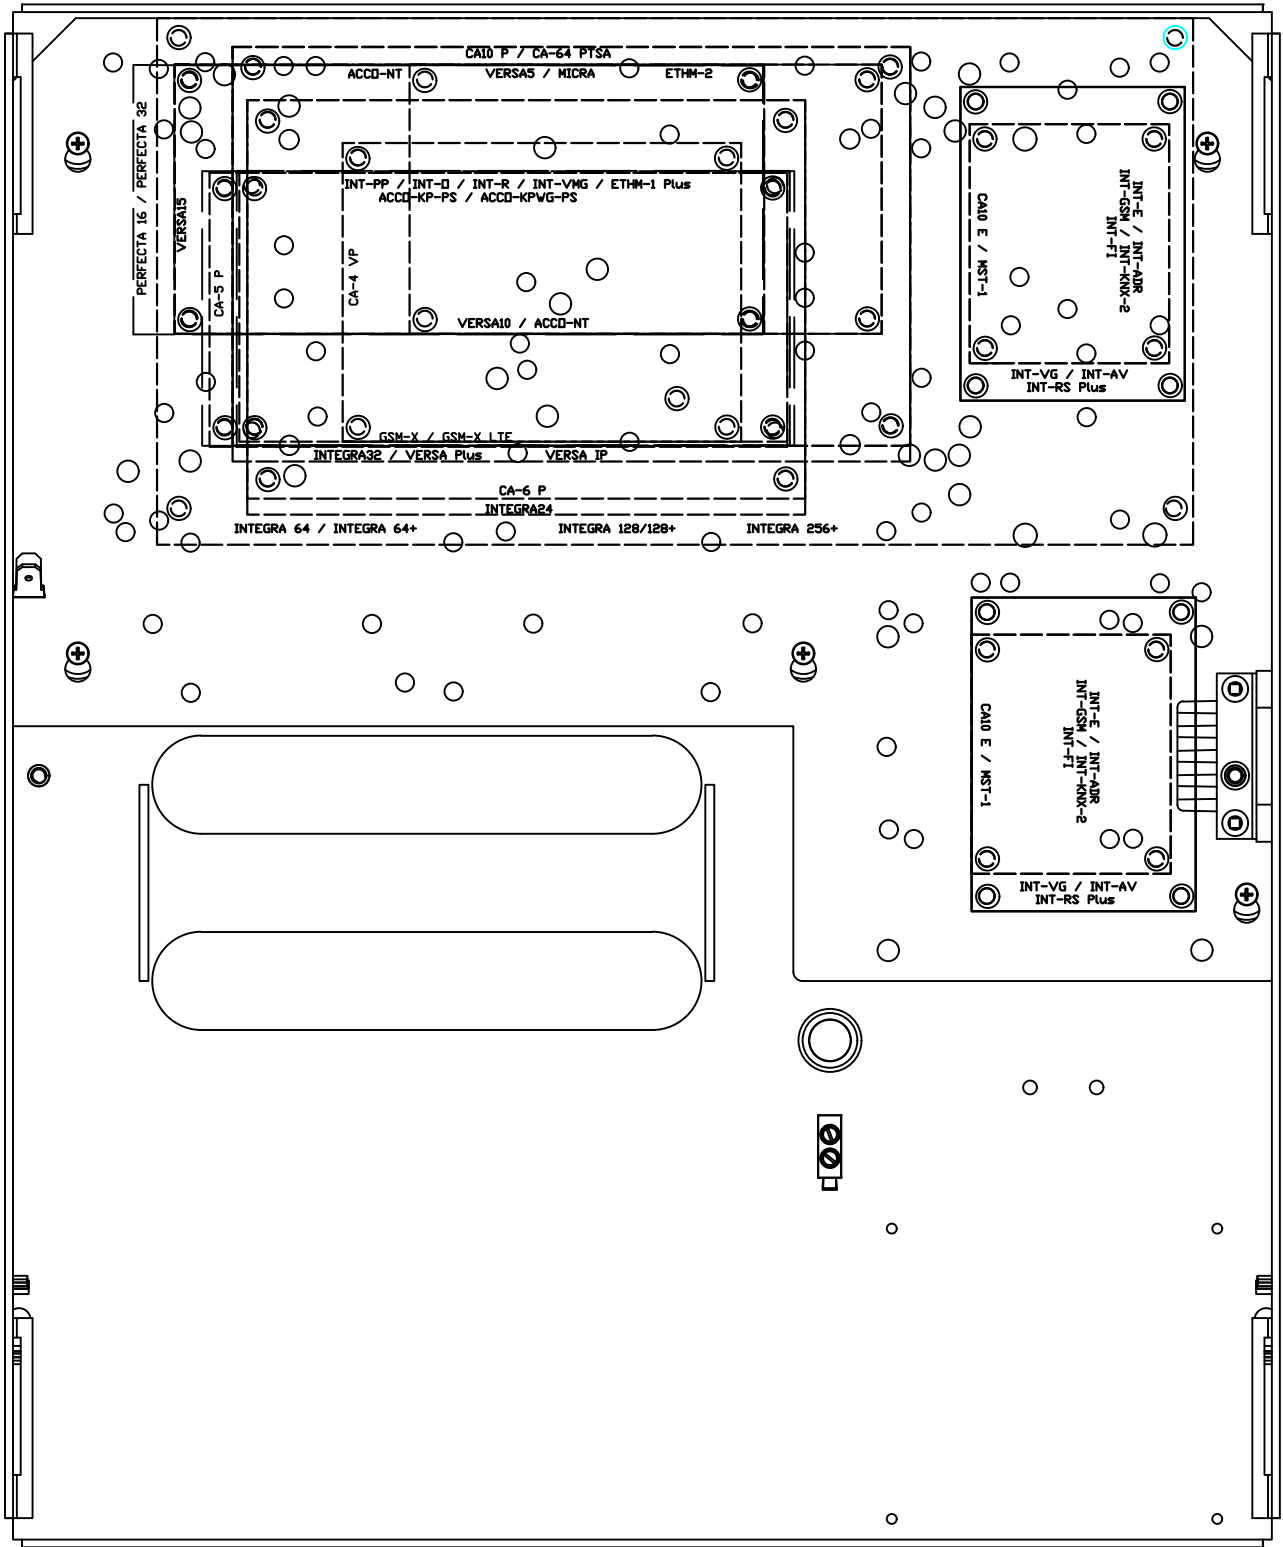 CA10 P / CA-64 PTSA
ACCO-NT
VERSA5 / MICRA
ETHM-2
PERFECTA 16 / PERFECTA 32
VERSA15
INT-PP / INT-O / INT-R / INT-VMG / ETHM-1 Plus
ACCO-KP-PS / ACCO-KPWG-PS
CA-5 P
CA-4 VP
VERSA10 / ACCO-NT
GSM-X / GSM-X LTE
INTEGRA32 / VERSA Plus
VERSA IP
CA-6 P
INTEGRA24
INTEGRA 64 / INTEGRA 64+
INTEGRA 128/128+
INTEGRA 256+
INT-E / INT-ADR
INT-GSM / INT-KNX-2
INT-FI
CA10 E / MST-1
INT-VG / INT-AV
INT-RS Plus
INT-E / INT-ADR
INT-GSM / INT-KNX-2
INT-FI
CA10 E / MST-1
INT-VG / INT-AV
INT-RS Plus